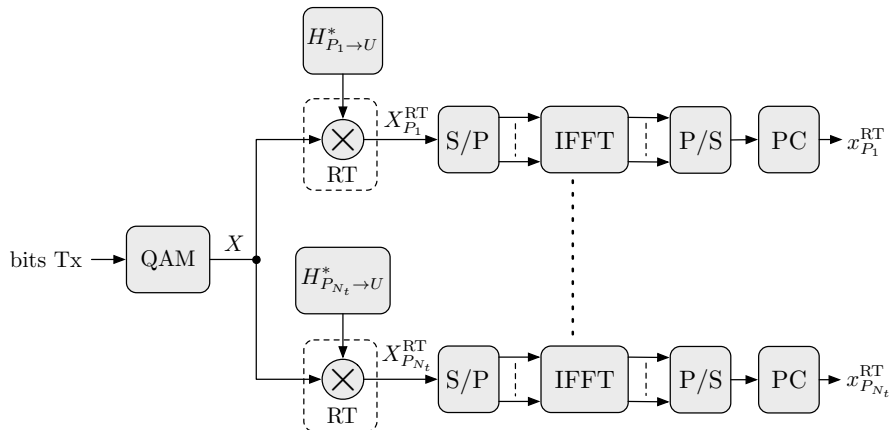 H*_{P_1→U}
X^{RT}_{P_1}
S/P
IFFT
P/S
PC
x^{RT}_{P_1}
RT
bits Tx
QAM
X
H*_{P_{N_t}→U}
X^{RT}_{P_{N_t}}
S/P
IFFT
P/S
PC
x^{RT}_{P_{N_t}}
RT